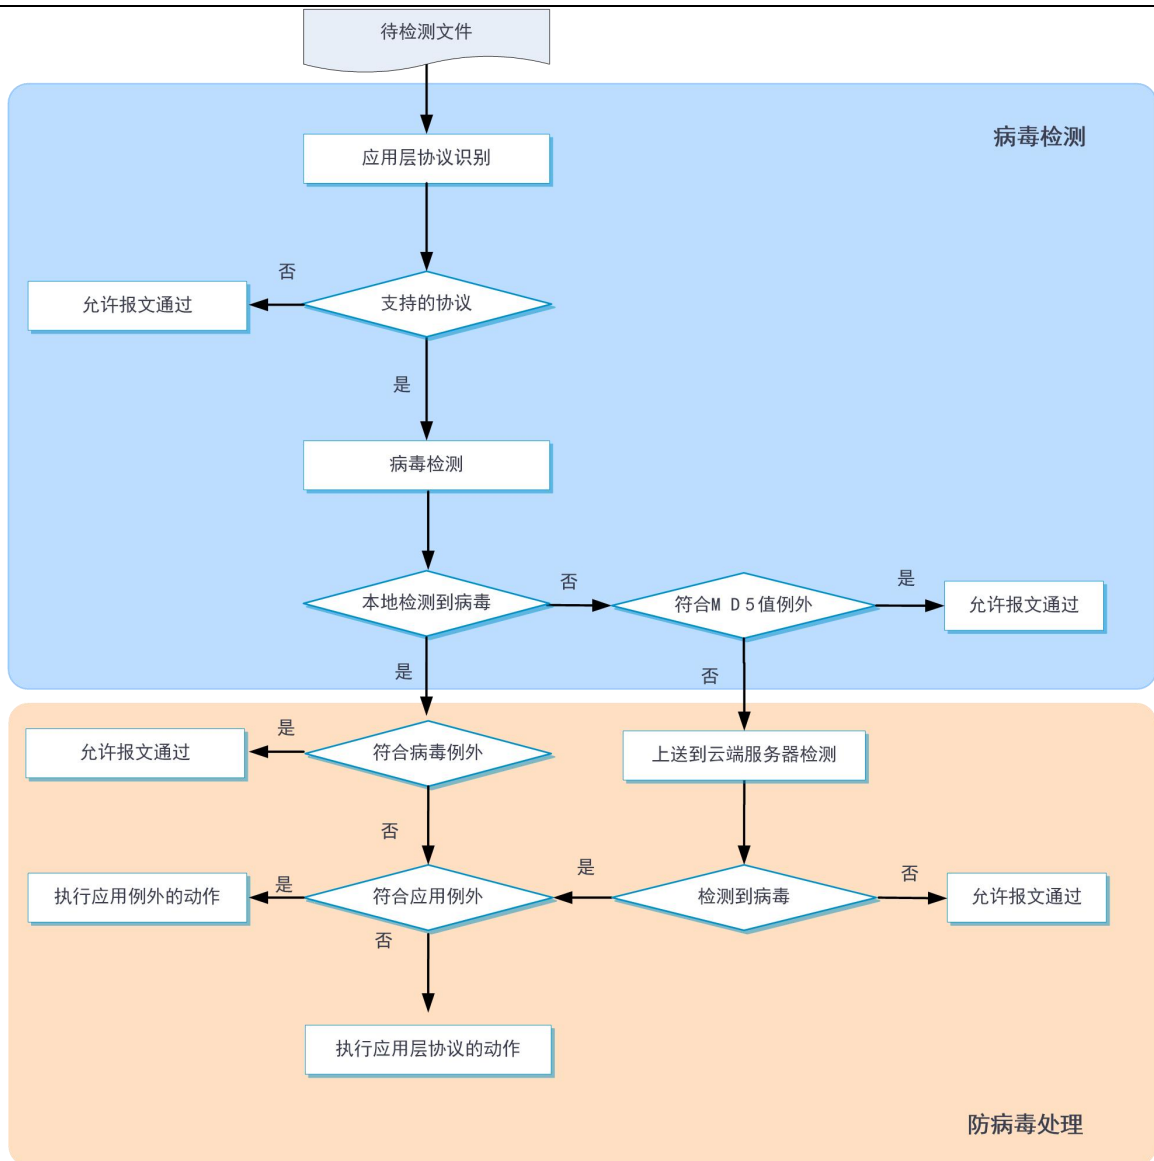 待检测文件
病毒检测
应用层协议识别
否
允许报文通过
支持的协议
是
病毒检测
本地检测到病毒
否
符合MD5值例外
是
允许报文通过
是
否
是
允许报文通过
符合病毒例外
上送到云端服务器检测
否
执行应用例外的动作
是
符合应用例外
是
检测到病毒
否
允许报文通过
否
执行应用层协议的动作
防病毒处理